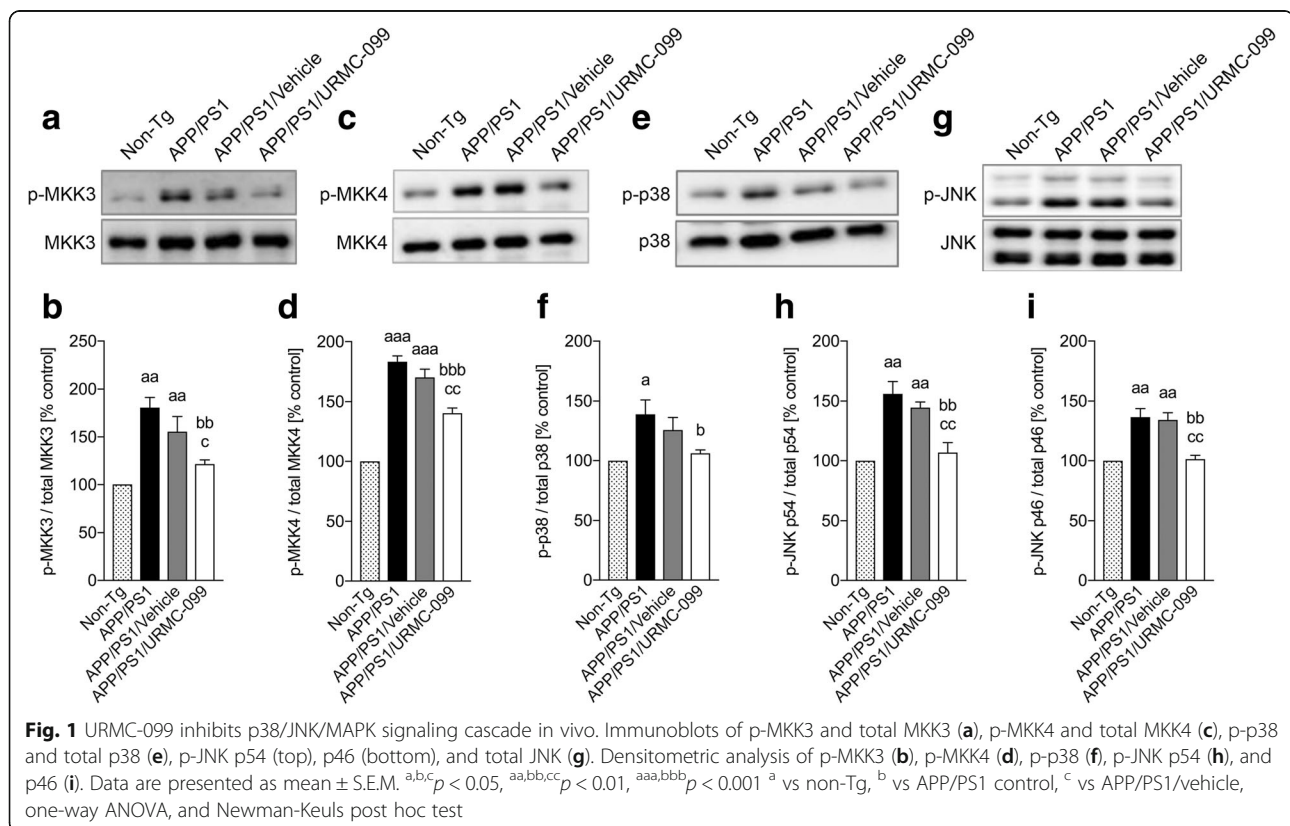 a
Non-Tg
APP/PS1
APP/PS1/Vehicle
APP/PS1/URMC-099
p-MKK3
MKK3
c
Non-Tg
APP/PS1
APP/PS1/Vehicle
APP/PS1/URMC-099
p-MKK4
MKK4
e
Non-Tg
APP/PS1
APP/PS1/Vehicle
APP/PS1/URMC-099
p-p38
p38
g
Non-Tg
APP/PS1
APP/PS1/Vehicle
APP/PS1/URMC-099
p-JNK
JNK
b
p-MKK3 / total MKK3 [% control]
250
200
150
100
50
0
aa
aa
bb
c
Non-Tg
APP/PS1
APP/PS1/Vehicle
APP/PS1/URMC-099
d
p-MKK4 / total MKK4 [% control]
200
150
100
50
0
aaa
aaa
bbb
cc
Non-Tg
APP/PS1
APP/PS1/Vehicle
APP/PS1/URMC-099
f
p-p38 / total p38 [% control]
200
150
100
50
0
a
b
Non-Tg
APP/PS1
APP/PS1/Vehicle
APP/PS1/URMC-099
h
p-JNK p54 / total p54 [% control]
200
150
100
50
0
aa
aa
bb
cc
Non-Tg
APP/PS1
APP/PS1/Vehicle
APP/PS1/URMC-099
i
p-JNK p46 / total p46 [% control]
200
150
100
50
0
aa
aa
bb
cc
Non-Tg
APP/PS1
APP/PS1/Vehicle
APP/PS1/URMC-099
Fig. 1 URMC-099 inhibits p38/JNK/MAPK signaling cascade in vivo. Immunoblots of p-MKK3 and total MKK3 (a), p-MKK4 and total MKK4 (c), p-p38
and total p38 (e), p-JNK p54 (top), p46 (bottom), and total JNK (g). Densitometric analysis of p-MKK3 (b), p-MKK4 (d), p-p38 (f), p-JNK p54 (h), and
p46 (i). Data are presented as mean ± S.E.M. a,b,cp < 0.05, aa,bb,ccp < 0.01, aaa,bbbp < 0.001 a vs non-Tg, b vs APP/PS1 control, c vs APP/PS1/vehicle,
one-way ANOVA, and Newman-Keuls post hoc test